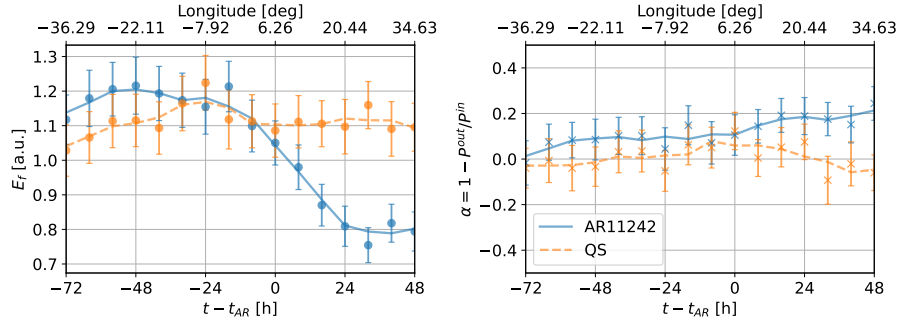 Longitude [deg]
−36.29 −22.11 −7.92 6.26 20.44 34.63
1.3
1.2
1.1
1.0
0.9
0.8
0.7
E_f [a.u.]
−72 −48 −24 0 24 48
t − t_AR [h]
Longitude [deg]
−36.29 −22.11 −7.92 6.26 20.44 34.63
0.4
0.2
0.0
−0.2
−0.4
α = 1 − P^out/P^in
AR11242
QS
−72 −48 −24 0 24 48
t − t_AR [h]